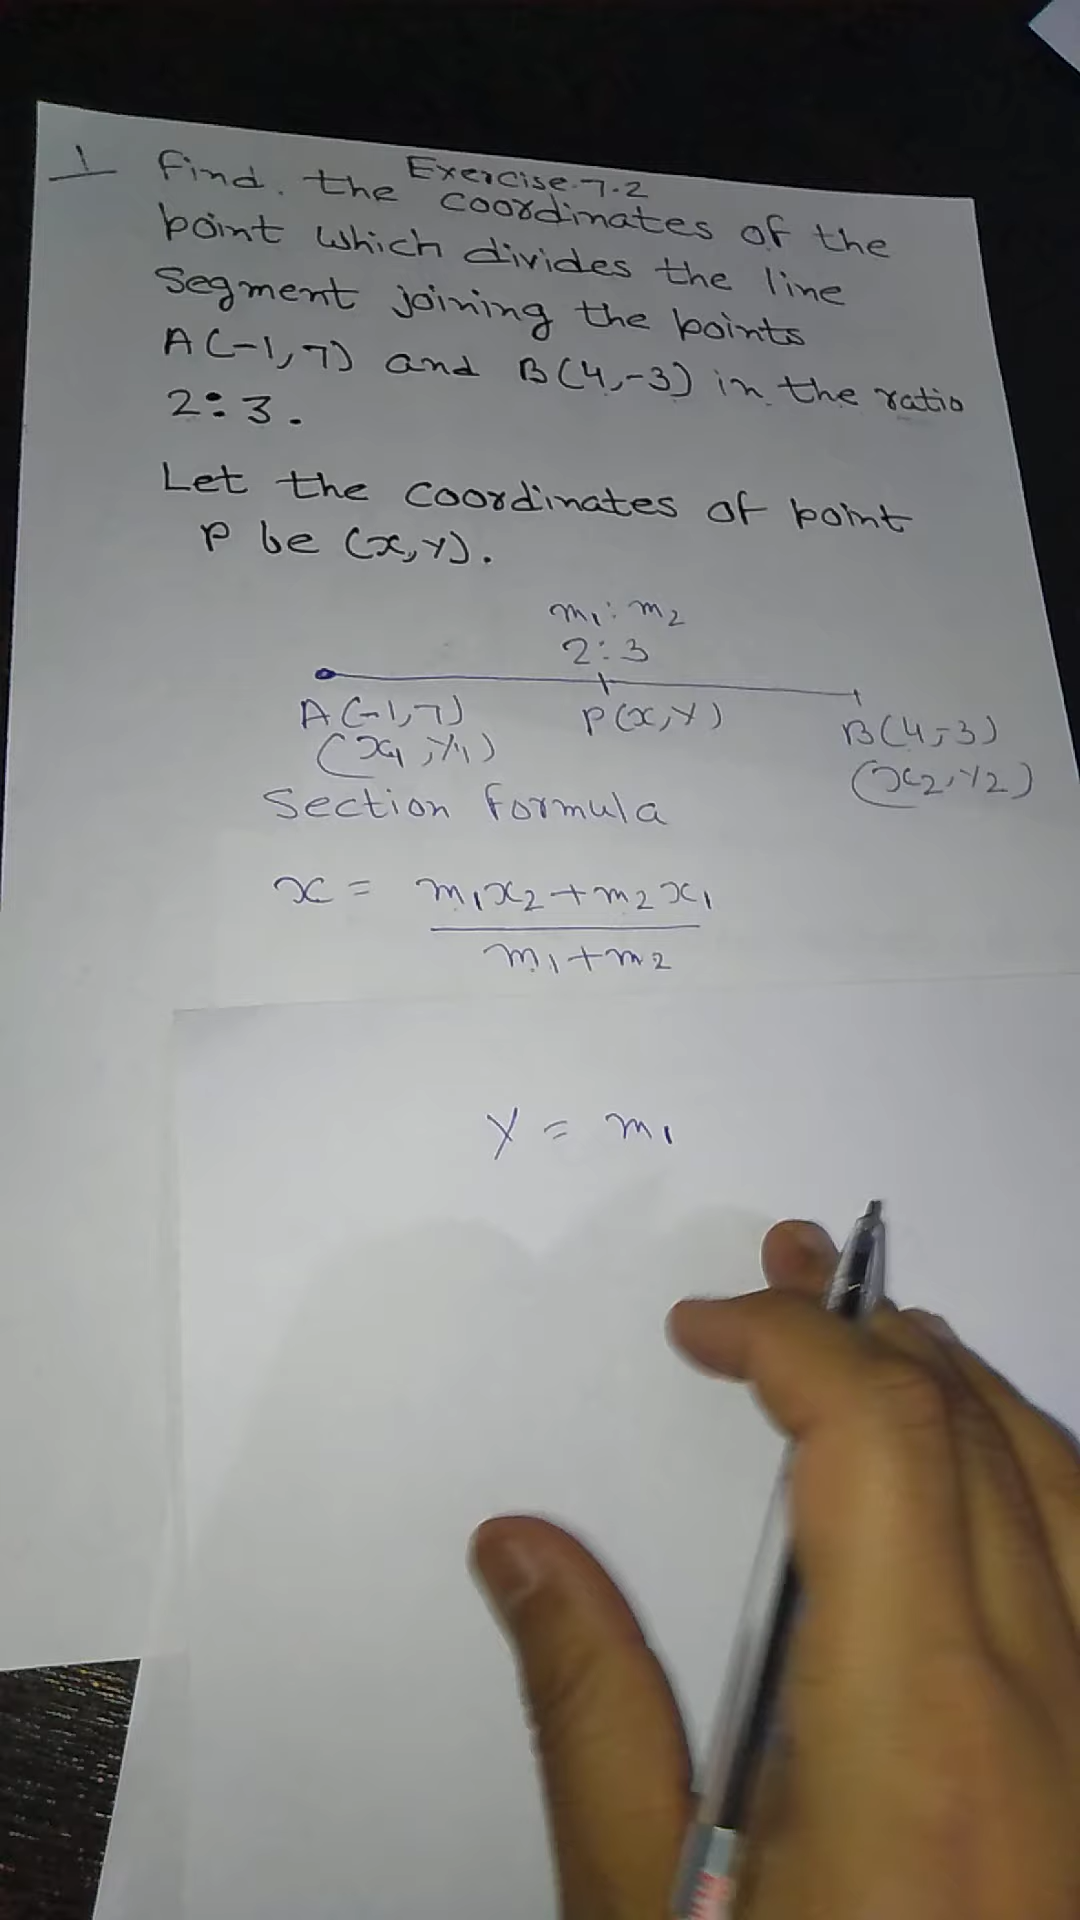 Exercise-7.2
1 Find. the coordinates of the
point which divides the line
segment joining the points
A(-1,7) and B(4,-3) in the ratio
2:3.
Let the coordinates of point
P be (x,y).
m₁:m₂
2:3
A(-1,7) P(x,y) B(4,-3)
(x₁,y₁) (x₂,y₂)
Section formula
x = m₁x₂+m₂x₁
m₁+m₂
y = m₁